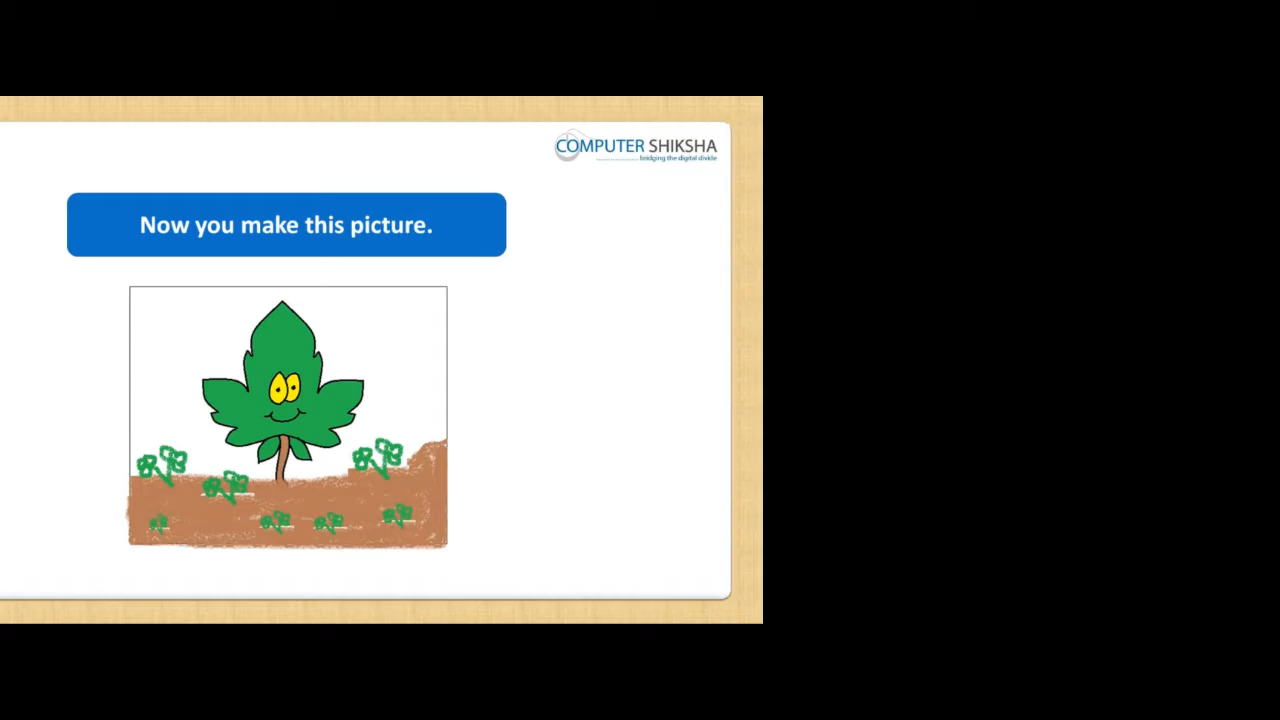 COMPUTER SHIKSHA
bridging the digital divide
Now you make this picture.